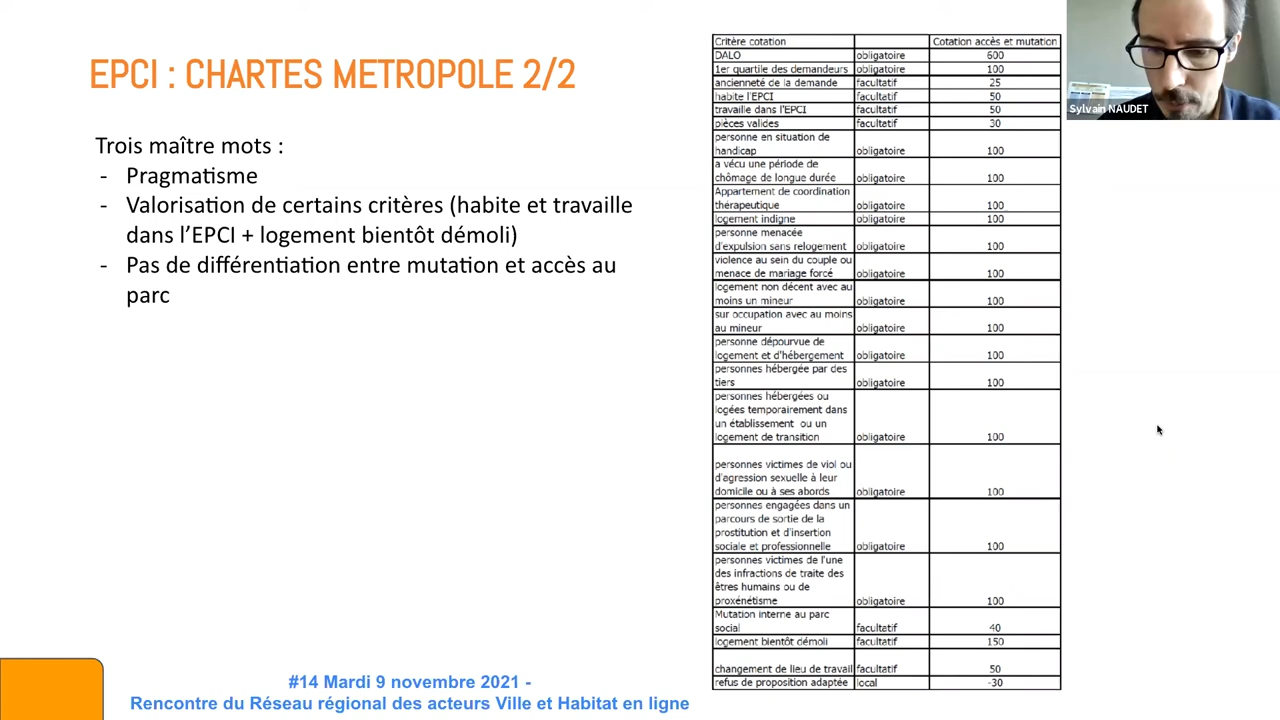 EPCI : CHARTES METROPOLE 2/2
Trois maître mots :
- Pragmatisme
- Valorisation de certains critères (habite et travaille
dans l'EPCI + logement bientôt démoli)
- Pas de différentiation entre mutation et accès au
parc
Critère cotation Cotation accès et mutation
DALO obligatoire 600
1er quartile des demandeurs obligatoire 100
ancienneté de la demande facultatif 25
habite l'EPCI facultatif 50
travaille dans l'EPCI facultatif 50
pièces valides facultatif 30
personne en situation de
handicap obligatoire 100
a vécu une période de
chômage de longue durée obligatoire 100
Appartement de coordination
thérapeutique obligatoire 100
logement indigne obligatoire 100
personne menacée
d'expulsion sans relogement obligatoire 100
violence au sein du couple ou
menace de mariage forcé obligatoire 100
logement non décent avec au
moins un mineur obligatoire 100
sur occupation avec au moins
au mineur obligatoire 100
personne dépourvue de
logement et d'hébergement obligatoire 100
personnes hébergée par des
tiers obligatoire 100
personnes hébergées ou
logées temporairement dans
un établissement ou un
logement de transition obligatoire 100
personnes victimes de viol ou
d'agression sexuelle à leur
domicile ou à ses abords obligatoire 100
personnes engagées dans un
parcours de sortie de la
prostitution et d'insertion
sociale et professionnelle obligatoire 100
personnes victimes de l'une
des infractions de traite des
êtres humains ou de
proxénétisme obligatoire 100
Mutation interne au parc
social facultatif 40
logement bientôt démoli facultatif 150
changement de lieu de travail facultatif 50
refus de proposition adaptée local -30
Sylvain NAUDET
#14 Mardi 9 novembre 2021 -
Rencontre du Réseau régional des acteurs Ville et Habitat en ligne